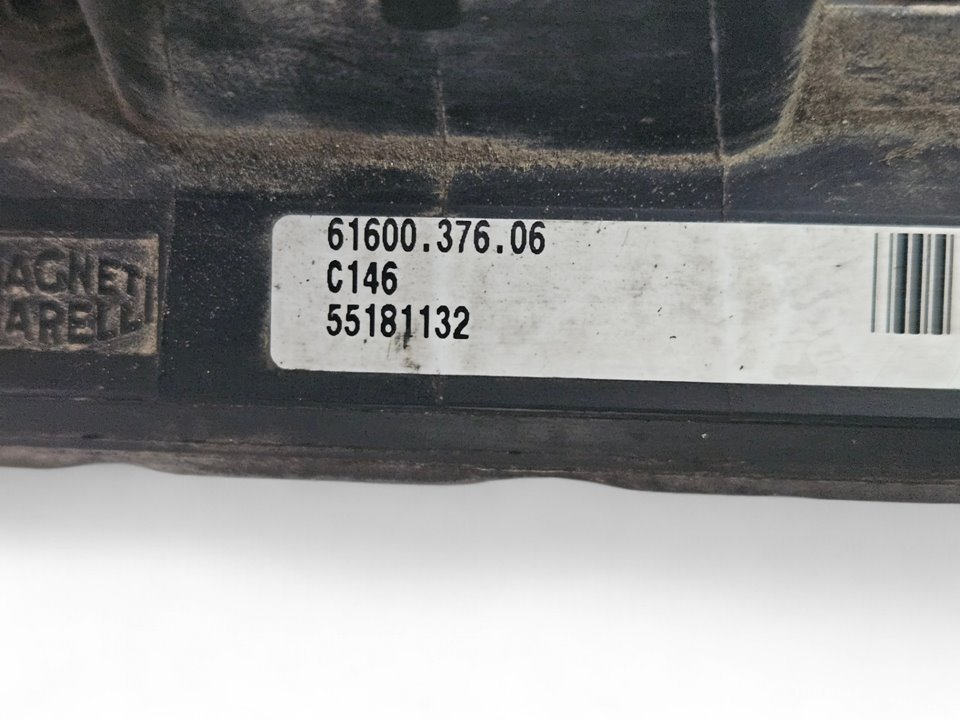 MAGNETI
MARELLI
61600.376.06
C146
55181132